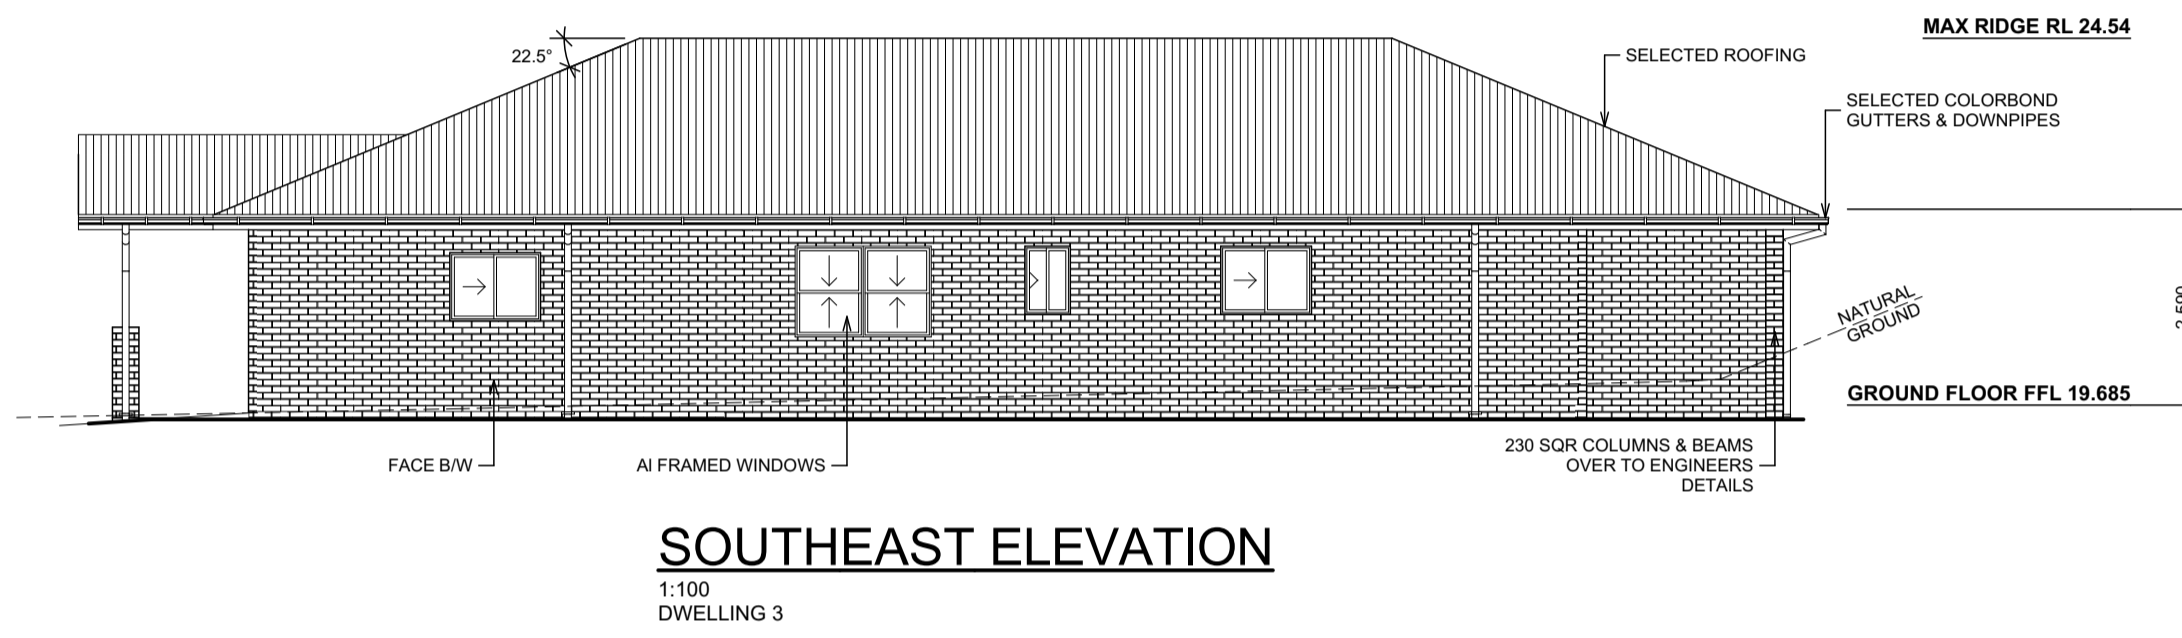 MAX RIDGE RL 24.54
22.5°
SELECTED ROOFING
SELECTED COLORBOND
GUTTERS & DOWNPIPES
NATURAL
GROUND
GROUND FLOOR FFL 19.685
FACE B/W
Al FRAMED WINDOWS
230 SQR COLUMNS & BEAMS
OVER TO ENGINEERS
DETAILS
SOUTHEAST ELEVATION
1:100
DWELLING 3